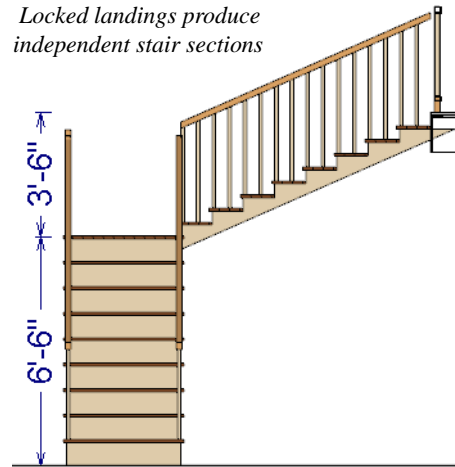 Locked landings produce
independent stair sections
3'-6"
6'-6"